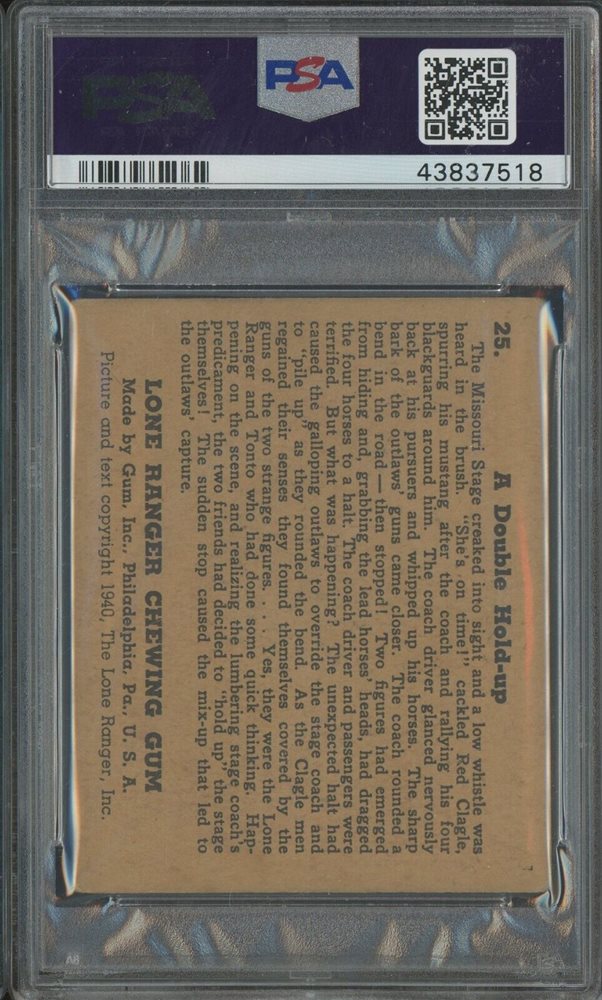 PSA
PSA
43837518
25. A Double Hold-up
The Missouri Stage creaked into sight and a low whistle was
heard in the brush. "She's on time!" cackled Red Clagle,
spurring his mustang after the coach and rallying his four
blackguards around him. The coach driver glanced nervously
back at his pursuers and whipped up his horses. The sharp
bark of the outlaws' guns came closer. The coach rounded a
bend in the road — then stopped! Two figures had emerged
from hiding and, grabbing the lead horses' heads, had dragged
the four horses to a halt. The coach driver and passengers were
terrified. But what was happening? The unexpected halt had
caused the galloping outlaws to override the stage coach and
to "pile up" as they rounded the bend. As the Clagle men
regained their senses they found themselves covered by the
guns of the two strange figures. . . . Yes, they were the Lone
Ranger and Tonto who had done some quick thinking. Hap-
pening on the scene, and realizing the lumbering stage coach's
predicament, the two friends had decided to "hold up" the stage
themselves! The sudden stop caused the mix-up that led to
the outlaws' capture.
LONE RANGER CHEWING GUM
Made by Gum, Inc., Philadelphia, Pa., U. S. A.
Picture and text copyright 1940, The Lone Ranger, Inc.